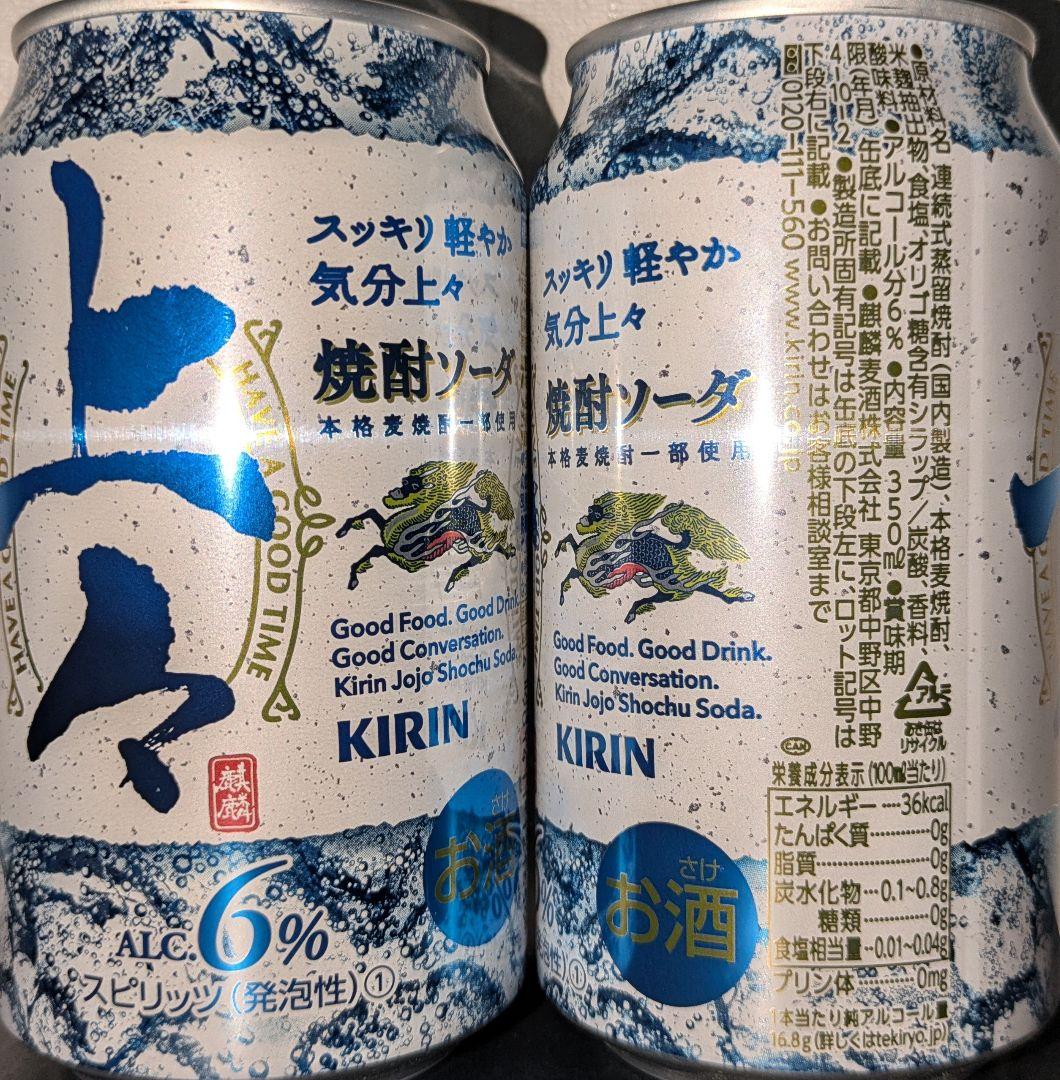 上々
HAVE A GOOD TIME
HAVE A GOOD TIME
スッキリ 軽やか
気分上々
焼酎ソーダ
本格麦焼酎一部使用
Good Food. Good Drink.
Good Conversation.
Kirin Jojo Shochu Soda.
KIRIN
麒麟
さけ
お酒
ALC.6%
スピリッツ(発泡性)①
スッキリ 軽やか
気分上々
焼酎ソーダ
本格麦焼酎一部使用
Good Food. Good Drink.
Good Conversation.
Kirin Jojo Shochu Soda.
KIRIN
さけ
お酒
①
●原材料名 連続式蒸留焼酎(国内製造)、本格麦焼酎、
米麹抽出物、食塩、オリゴ糖含有シラップ/炭酸、香料、
酸味料 ●アルコール分6% ●内容量 350㎖ ●賞味期
限(年月) 缶底に記載 ●麒麟麦酒株式会社 東京都中野区中野
4-10-2 ●製造所固有記号は缶底の下段左に、ロット記号は
下段右に記載 ●お問い合わせはお客様相談室まで
0120-111-560 www.kirin.co.jp
アルミ
あき缶は
リサイクル
栄養成分表示(100㎖当たり)
エネルギー…36kcal
たんぱく質…………0g
脂質………………0g
炭水化物…0.1~0.8g
糖類………0g
食塩相当量…0.01~0.04g
プリン体…………0mg
1本当たり純アルコール量
16.8g(詳しくはtekiryo.jp)